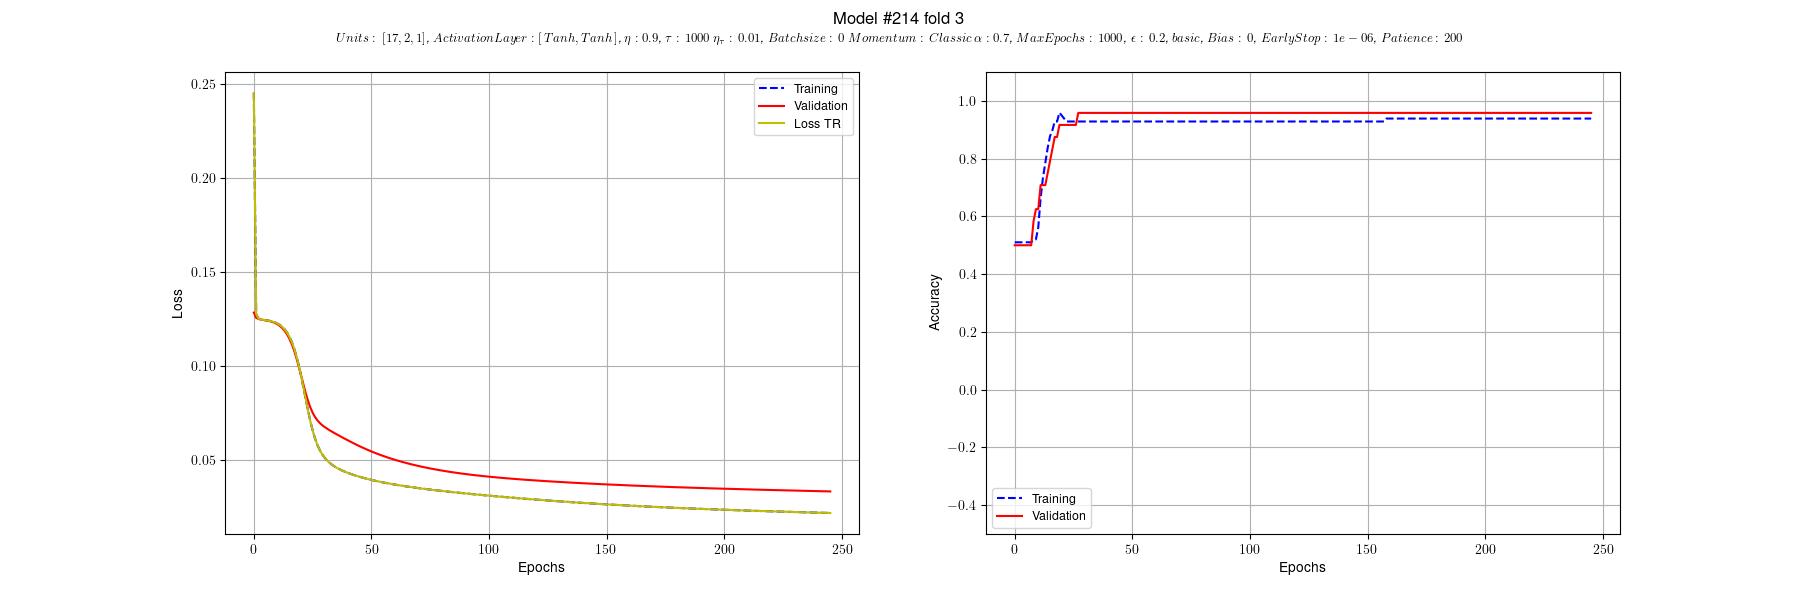 Model #214 fold 3
Units : [17, 2, 1], ActivationLayer : [Tanh, Tanh], η : 0.9, τ : 1000 ητ : 0.01, Batchsize : 0 Momentum : Classic α : 0.7, MaxEpochs : 1000, ϵ : 0.2, basic, Bias : 0, EarlyStop : 1e − 06, Patience : 200
0.25
0.20
0.15
0.10
0.05
Loss
0 50 100 150 200 250
Epochs
Training
Validation
Loss TR
1.0
0.8
0.6
0.4
0.2
0.0
−0.2
−0.4
Accuracy
0 50 100 150 200 250
Epochs
Training
Validation